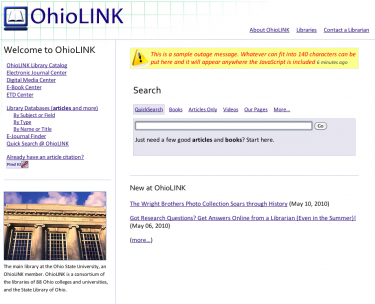 OhioLINK
About OhioLINK Libraries Contact a Librarian
Welcome to OhioLINK
OhioLINK Library Catalog
Electronic Journal Center
Digital Media Center
E-Book Center
ETD Center
Library Databases (articles and more)
By Subject or Field
By Type
By Name or Title
E-Journal Finder
Quick Search @ OhioLINK
Already have an article citation?
Find it!
The main library at the Ohio State University, an
OhioLINK member. OhioLINK is a consortium of
the libraries of 88 Ohio colleges and universities,
and the State Library of Ohio.
This is a sample outage message. Whatever can fit into 140 characters can be
put here and it will appear anywhere the JavaScript is included 6 minutes ago
Search
QuickSearch Books Articles Only Videos Our Pages More...
Go
Just need a few good articles and books? Start here.
New at OhioLINK
The Wright Brothers Photo Collection Soars through History (May 10, 2010)
Got Research Questions? Get Answers Online from a Librarian (Even in the Summer)!
(May 06, 2010)
(more...)